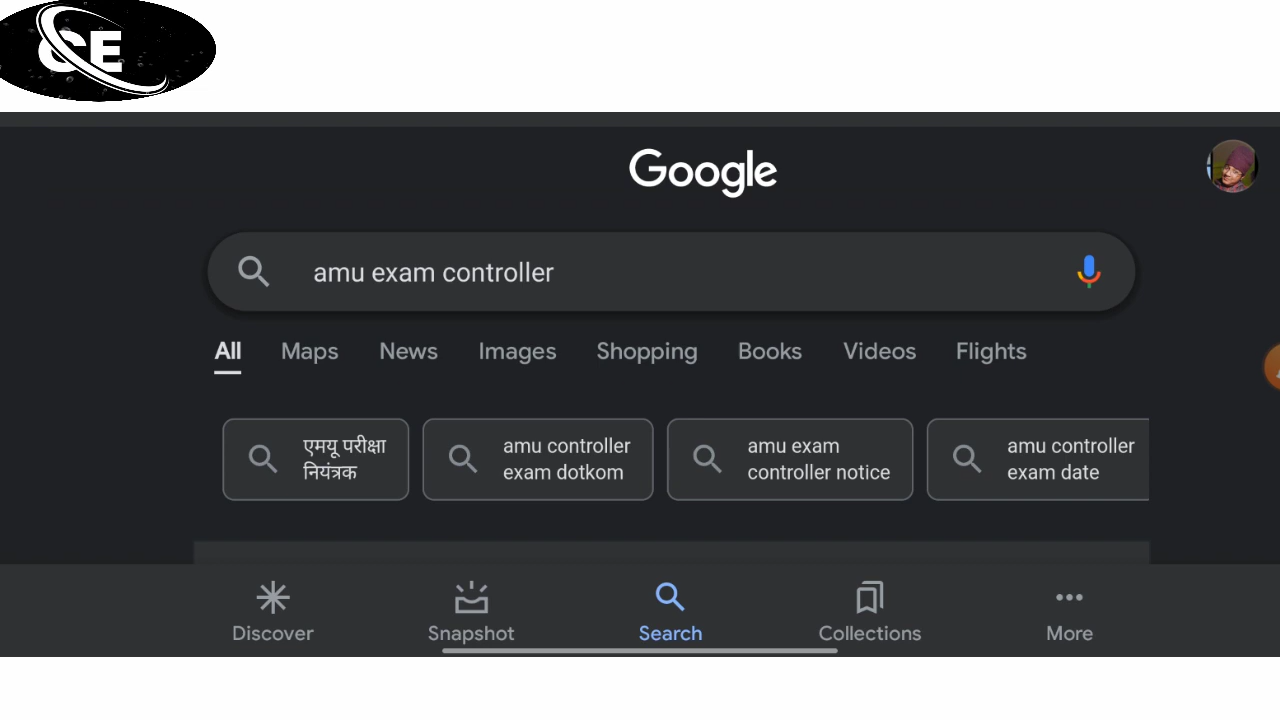 CE
Google
amu exam controller
All Maps News Images Shopping Books Videos Flights
एमयू परीक्षा
नियंत्रक
amu controller
exam dotkom
amu exam
controller notice
amu controller
exam date
Discover Snapshot Search Collections More